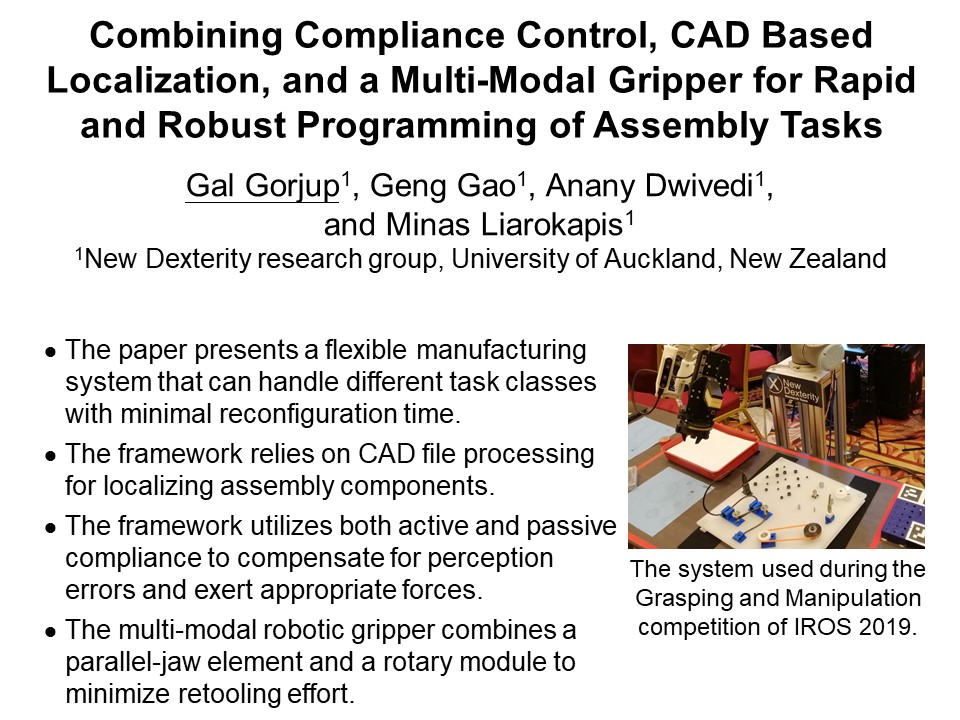 Combining Compliance Control, CAD Based
Localization, and a Multi-Modal Gripper for Rapid
and Robust Programming of Assembly Tasks
Gal Gorjup¹, Geng Gao¹, Anany Dwivedi¹,
and Minas Liarokapis¹
¹New Dexterity research group, University of Auckland, New Zealand
• The paper presents a flexible manufacturing
system that can handle different task classes
with minimal reconfiguration time.
• The framework relies on CAD file processing
for localizing assembly components.
• The framework utilizes both active and passive
compliance to compensate for perception
errors and exert appropriate forces.
• The multi-modal robotic gripper combines a
parallel-jaw element and a rotary module to
minimize retooling effort.
New
Dexterity
The system used during the
Grasping and Manipulation
competition of IROS 2019.